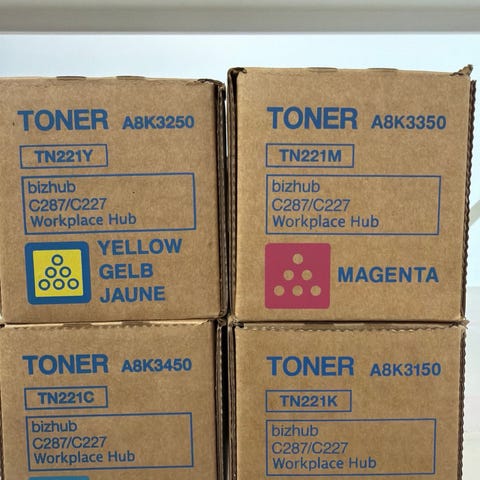 TONER A8K3250
TN221Y
bizhub
C287/C227
Workplace Hub
YELLOW
GELB
JAUNE
TONER A8K3350
TN221M
bizhub
C287/C227
Workplace Hub
MAGENTA
TONER A8K3450
TN221C
bizhub
C287/C227
Workplace Hub
TONER A8K3150
TN221K
bizhub
C287/C227
Workplace Hub